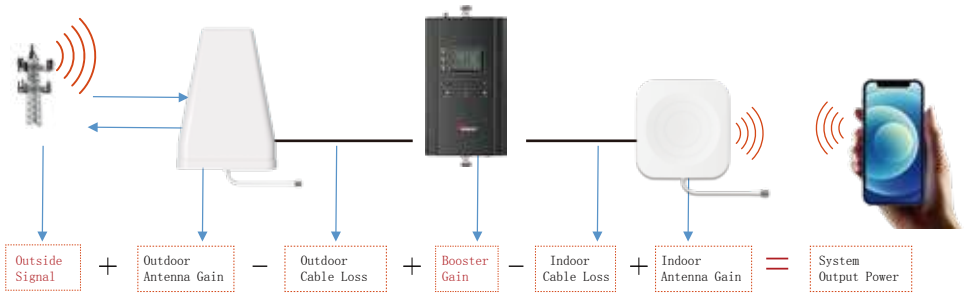 Outside
Signal
+
Outdoor
Antenna Gain
−
Outdoor
Cable Loss
+
Booster
Gain
−
Indoor
Cable Loss
+
Indoor
Antenna Gain
=
System
Output Power